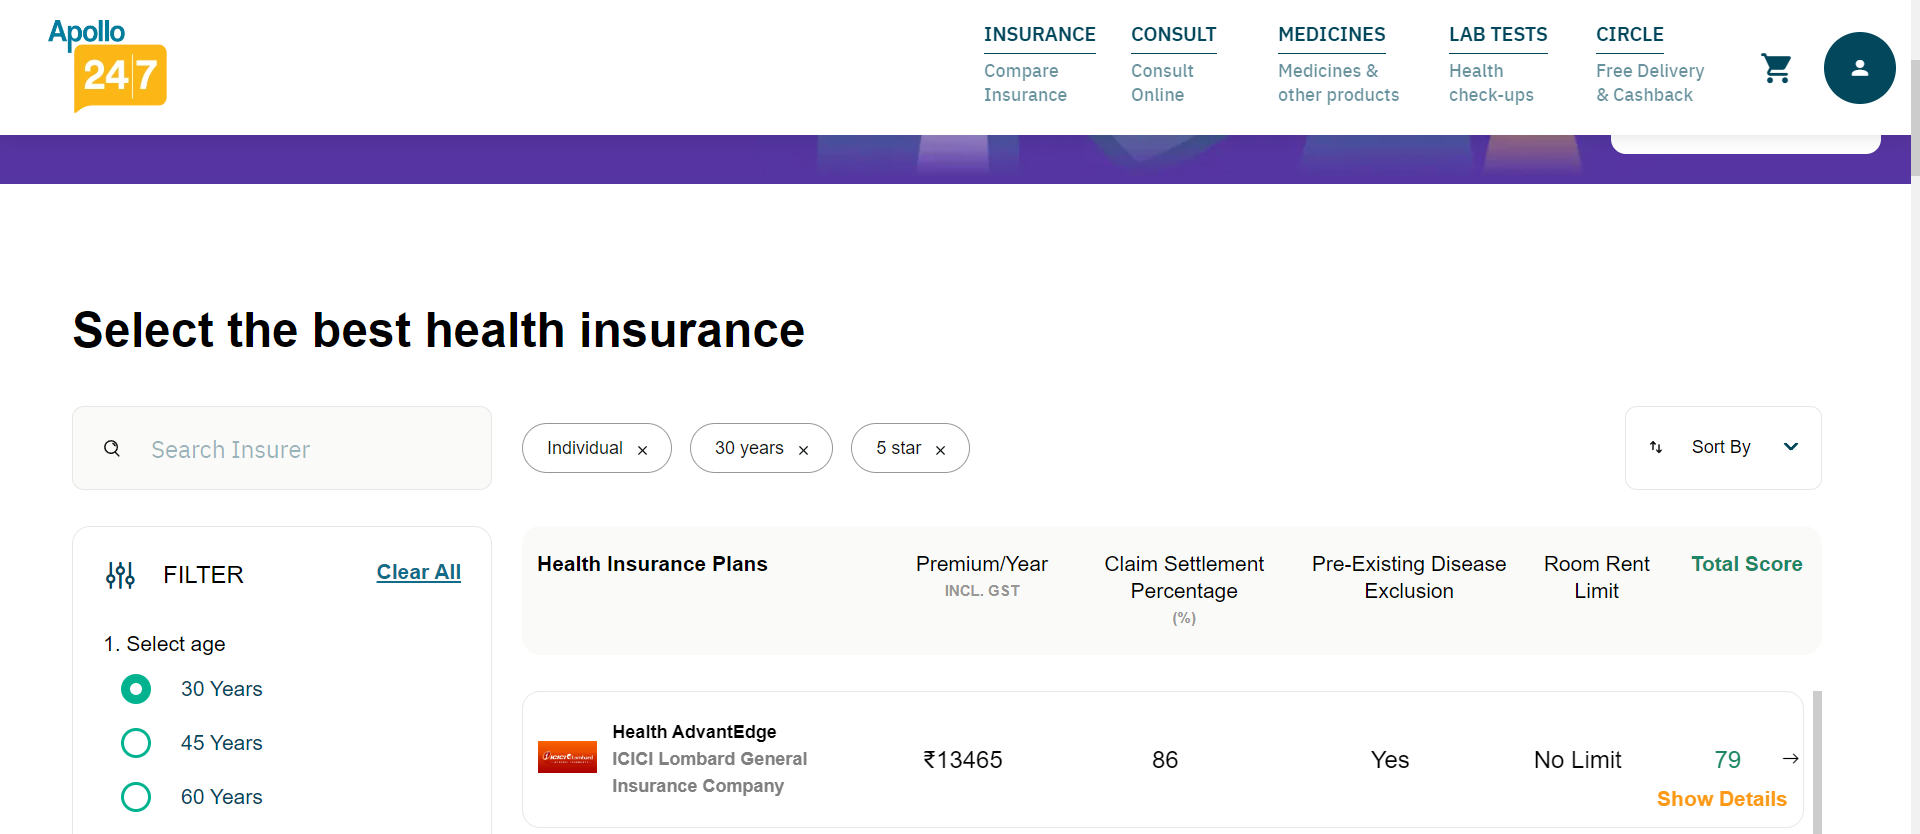 Apollo
24|7
INSURANCE
Compare
Insurance
CONSULT
Consult
Online
MEDICINES
Medicines &
other products
LAB TESTS
Health
check-ups
CIRCLE
Free Delivery
& Cashback
Select the best health insurance
Search Insurer
Individual ×
30 years ×
5 star ×
Sort By
FILTER
Clear All
1. Select age
30 Years
45 Years
60 Years
Health Insurance Plans
Premium/Year
INCL. GST
Claim Settlement
Percentage
(%)
Pre-Existing Disease
Exclusion
Room Rent
Limit
Total Score
ICICI Lombard
Health AdvantEdge
ICICI Lombard General
Insurance Company
₹13465
86
Yes
No Limit
79
Show Details